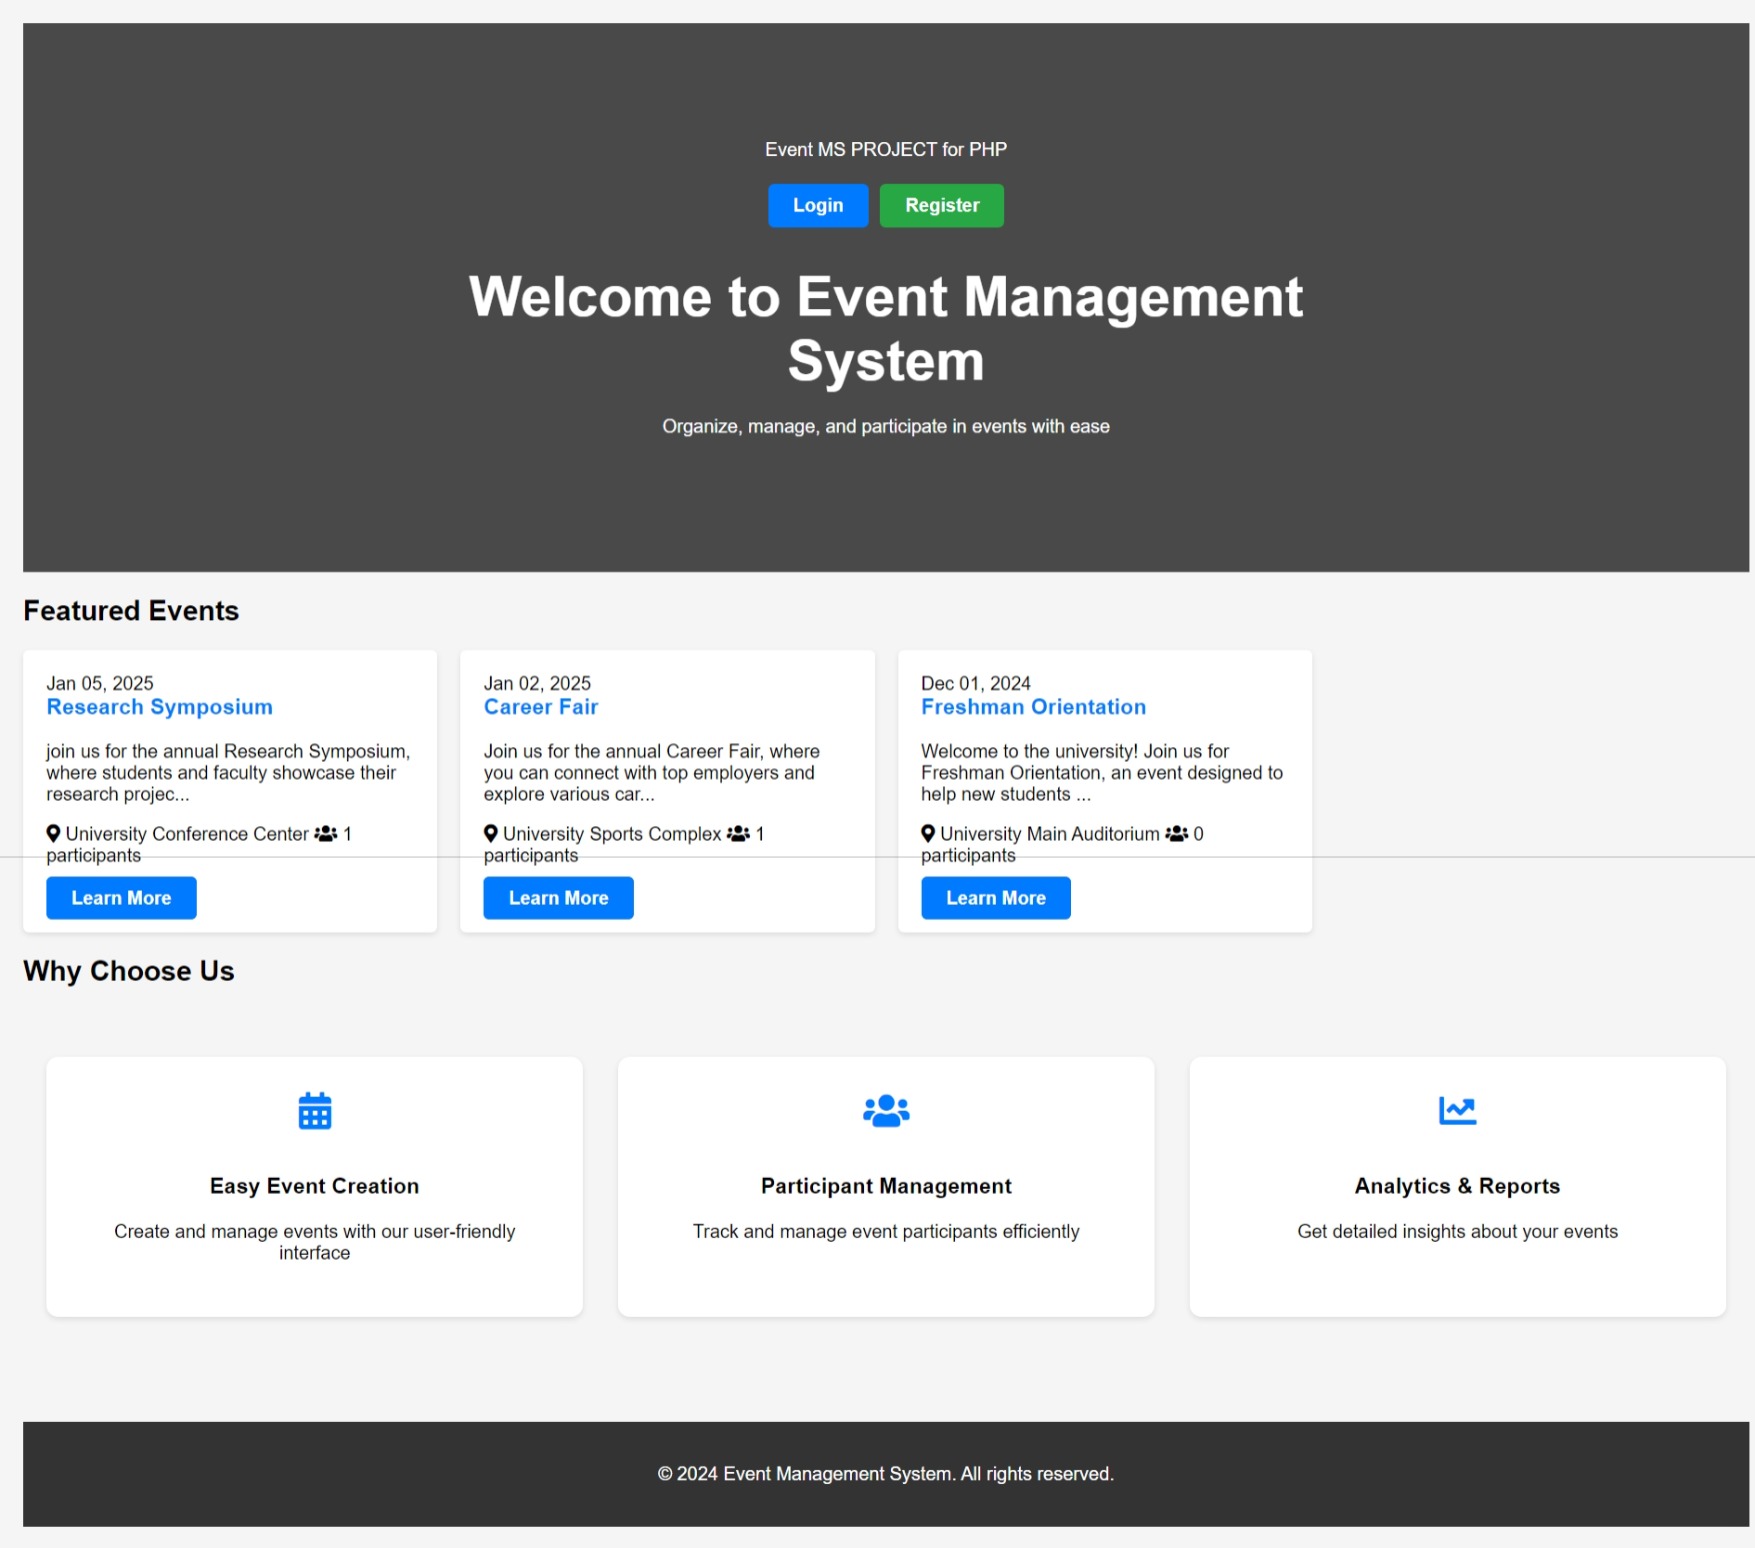 Event MS PROJECT for PHP
Login Register
Welcome to Event Management
System
Organize, manage, and participate in events with ease
Featured Events
Jan 05, 2025
Research Symposium
join us for the annual Research Symposium,
where students and faculty showcase their
research projec...
University Conference Center 1
participants
Learn More
Jan 02, 2025
Career Fair
Join us for the annual Career Fair, where
you can connect with top employers and
explore various car...
University Sports Complex 1
participants
Learn More
Dec 01, 2024
Freshman Orientation
Welcome to the university! Join us for
Freshman Orientation, an event designed to
help new students ...
University Main Auditorium 0
participants
Learn More
Why Choose Us
Easy Event Creation
Create and manage events with our user-friendly
interface
Participant Management
Track and manage event participants efficiently
Analytics & Reports
Get detailed insights about your events
© 2024 Event Management System. All rights reserved.